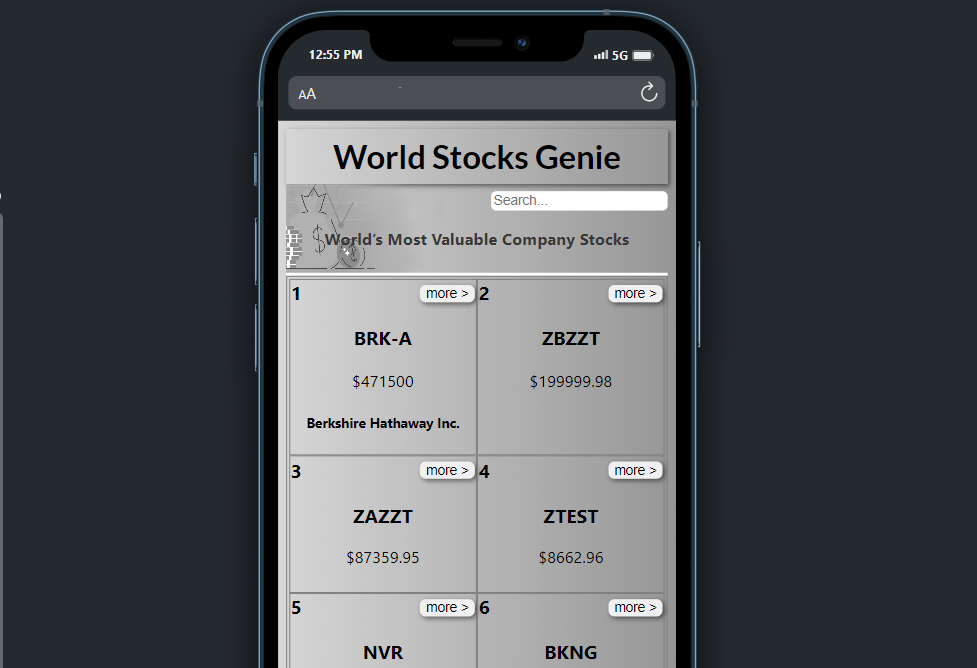 12:55 PM 5G
AA
World Stocks Genie
Search...
$
World's Most Valuable Company Stocks
1 more > 2 more >
BRK-A ZBZZT
$471500 $199999.98
Berkshire Hathaway Inc.
3 more > 4 more >
ZAZZT ZTEST
$87359.95 $8662.96
5 more > 6 more >
NVR BKNG